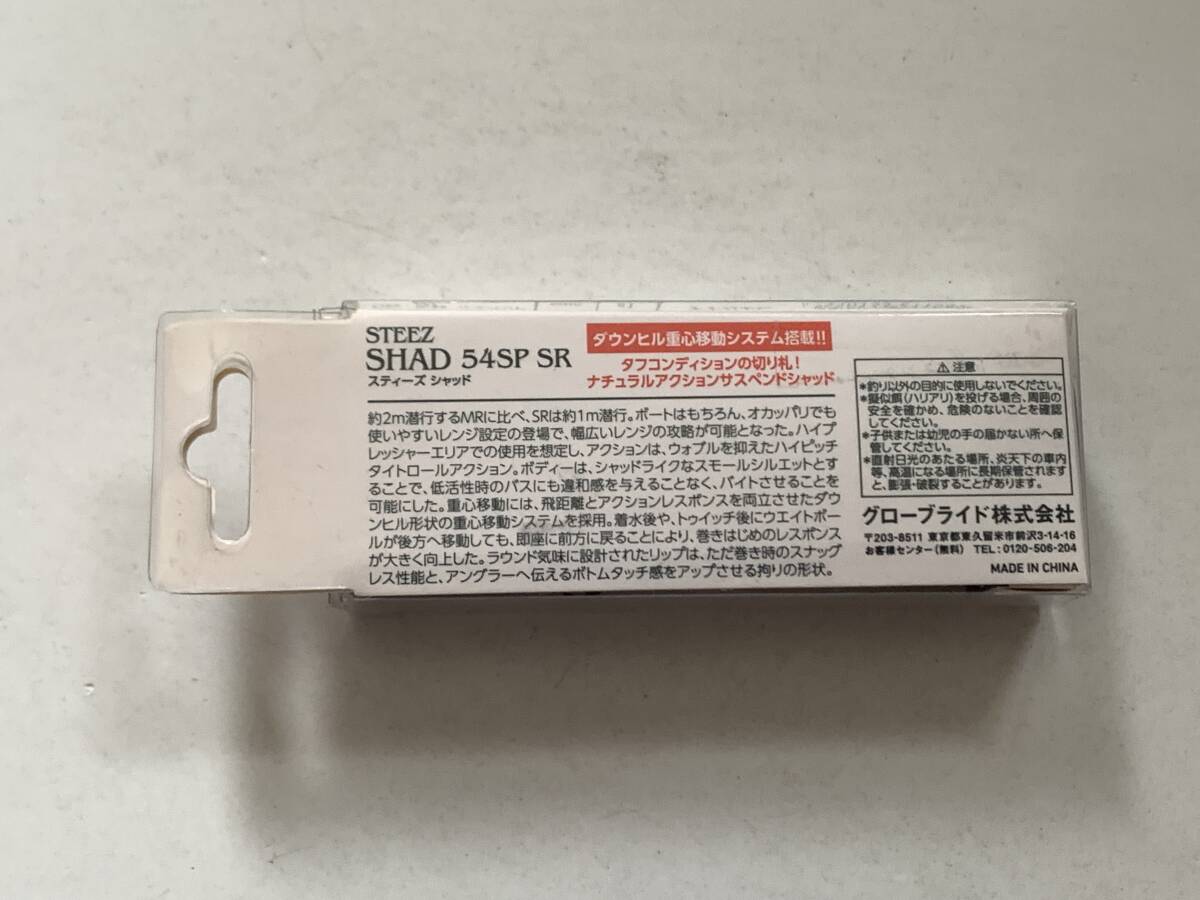 STEEZ
SHAD 54SP SR
スティーズ シャッド
ダウンヒル重心移動システム搭載!!
タフコンディションの切り札!
ナチュラルアクションサスペンドシャッド
約2m潜行するMRに比べ、SRは約1m潜行。ボートはもちろん、オカッパリでも
使いやすいレンジ設定の登場で、幅広いレンジの攻略が可能となった。ハイプ
レッシャーエリアでの使用を想定し、アクションは、ウォブルを抑えたハイピッチ
タイトロールアクション。ボディーは、シャッドライクなスモールシルエットとす
ることで、低活性時のバスにも違和感を与えることなく、バイトさせることを
可能にした。重心移動には、飛距離とアクションレスポンスを両立させたダウ
ンヒル形状の重心移動システムを採用。着水後や、トゥイッチ後にウエイトボー
ルが後方へ移動しても、即座に前方に戻ることにより、巻きはじめのレスポンス
が大きく向上した。ラウンド気味に設計されたリップは、ただ巻き時のスナッグ
レス性能と、アングラーへ伝えるボトムタッチ感をアップさせる拘りの形状。
⚠注意
*釣り以外の目的に使用しないでください。
*擬似餌(ハリアリ)を投げる場合、周囲の
安全を確かめ、危険のないことを確認
してください。
*子供または幼児の手の届かない所へ保
管してください。
*直射日光のあたる場所、炎天下の車内
等、高温になる場所に長期保管されます
と、膨張・破裂することがあります。
グローブライド株式会社
〒203-8511 東京都東久留米市前沢3-14-16
お客様センター(無料) TEL:0120-506-204
MADE IN CHINA